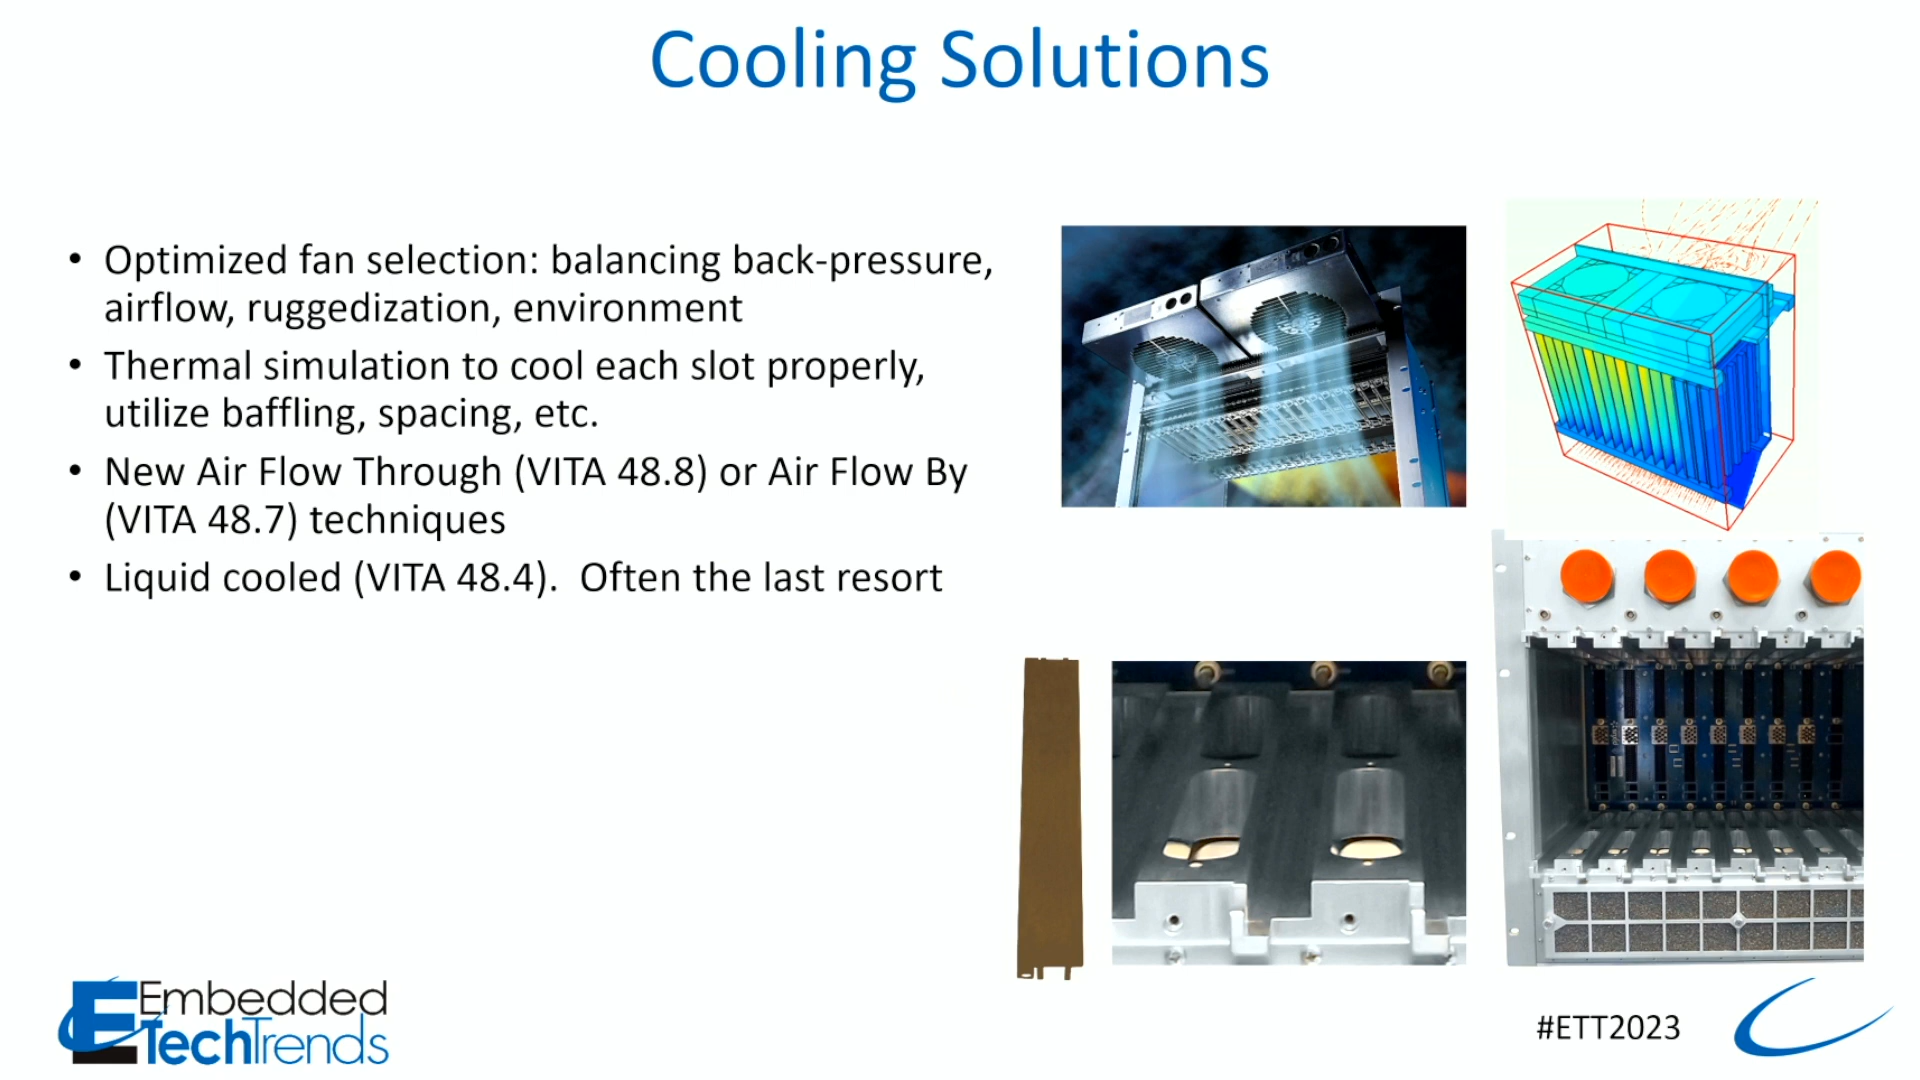 Cooling Solutions
• Optimized fan selection: balancing back-pressure,
airflow, ruggedization, environment
• Thermal simulation to cool each slot properly,
utilize baffling, spacing, etc.
• New Air Flow Through (VITA 48.8) or Air Flow By
(VITA 48.7) techniques
• Liquid cooled (VITA 48.4).  Often the last resort
Embedded
TechTrends
#ETT2023